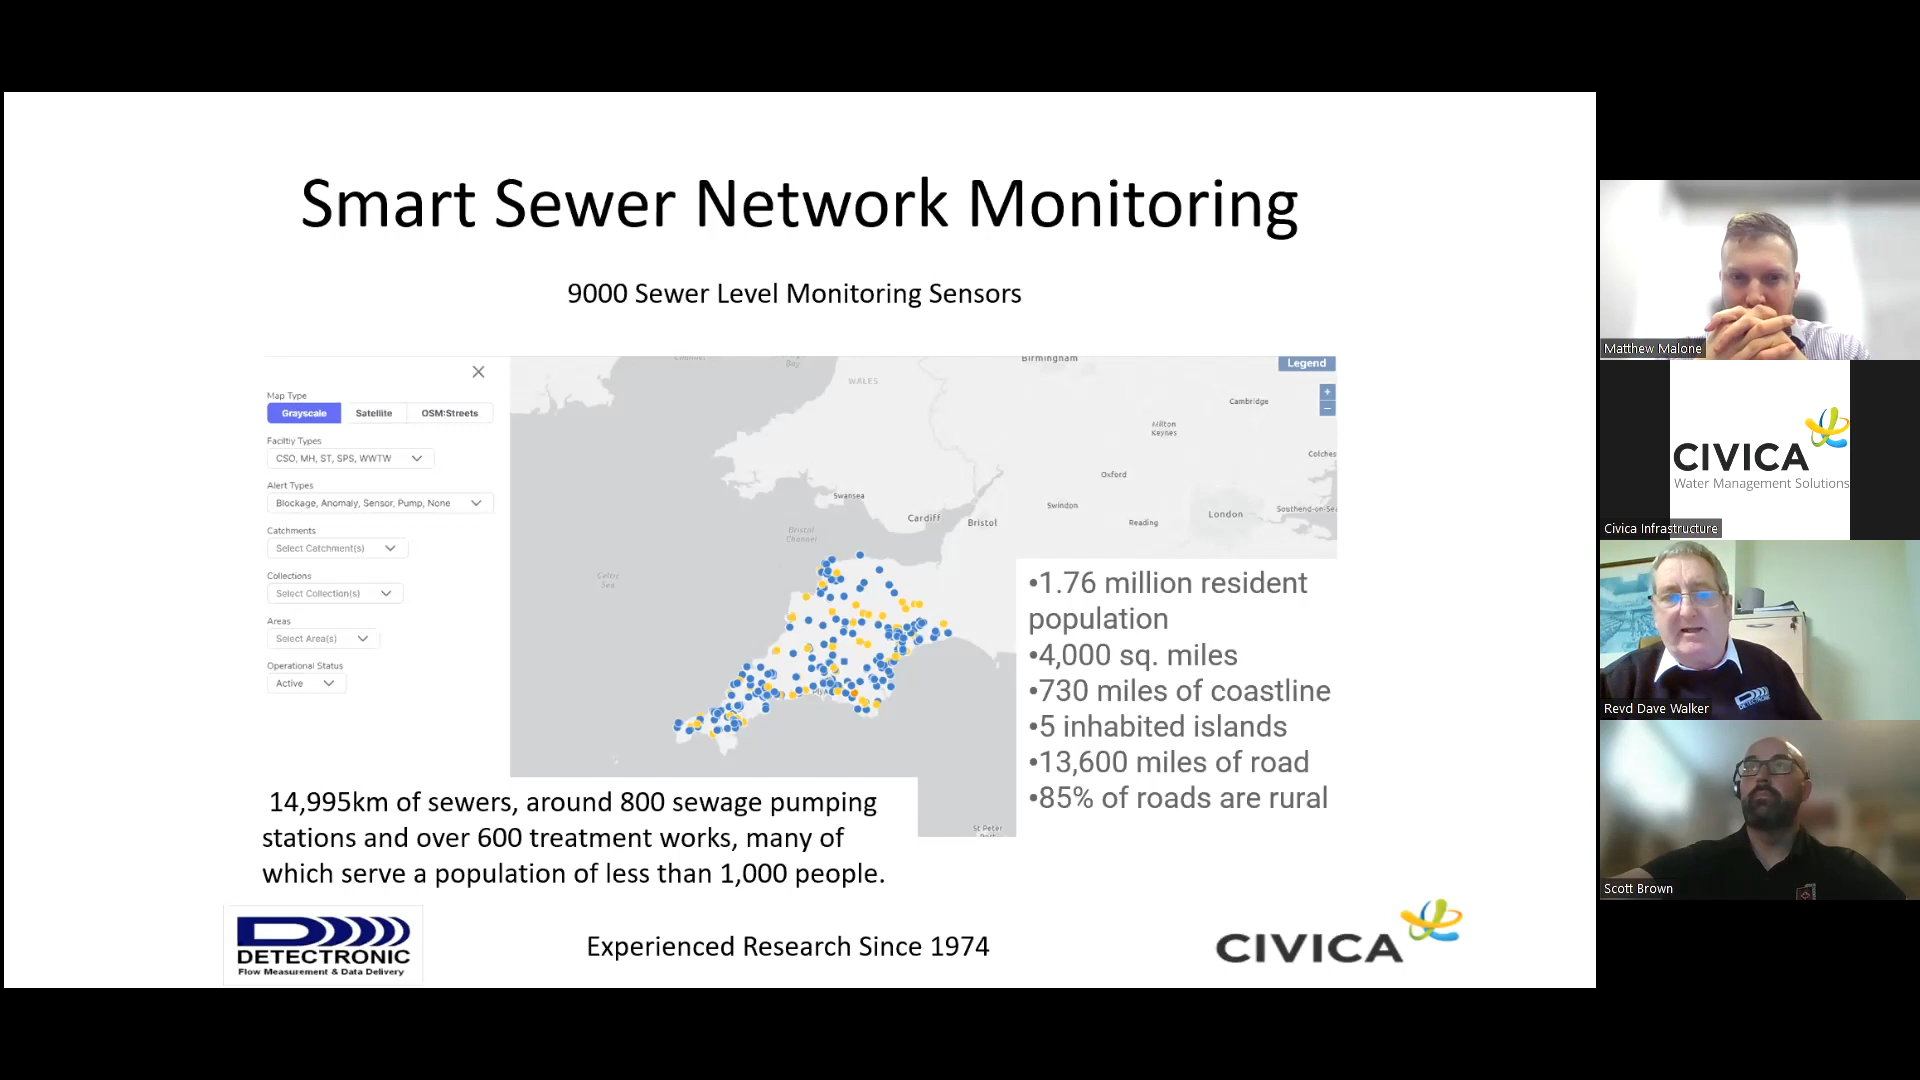 Smart Sewer Network Monitoring
9000 Sewer Level Monitoring Sensors
Map Type
Grayscale
Satellite
OSM:Streets
Faciltiy Types
CSO, MH, ST, SPS, WWTW
Alert Types
Blockage, Anomaly, Sensor, Pump, None
Catchments
Select Catchment(s)
Collections
Select Collection(s)
Areas
Select Area(s)
Operational Status
Active
Channel
Bay
Birmingham
Legend
+
−
WALES
Cambridge
Milton
Keynes
Colches
Oxford
Swansea
Swindon
Southend-on-Sea
Cardiff
Bristol
Reading
London
Bristol
Channel
Celtic
Sea
St Peter
Port
•1.76 million resident
population
•4,000 sq. miles
•730 miles of coastline
•5 inhabited islands
•13,600 miles of road
•85% of roads are rural
14,995km of sewers, around 800 sewage pumping
stations and over 600 treatment works, many of
which serve a population of less than 1,000 people.
DETECTRONIC
Flow Measurement & Data Delivery
Experienced Research Since 1974
CIVICA
Matthew Malone
CIVICA
Water Management Solutions
Civica Infrastructure
DETECTRONIC
Revd Dave Walker
Scott Brown